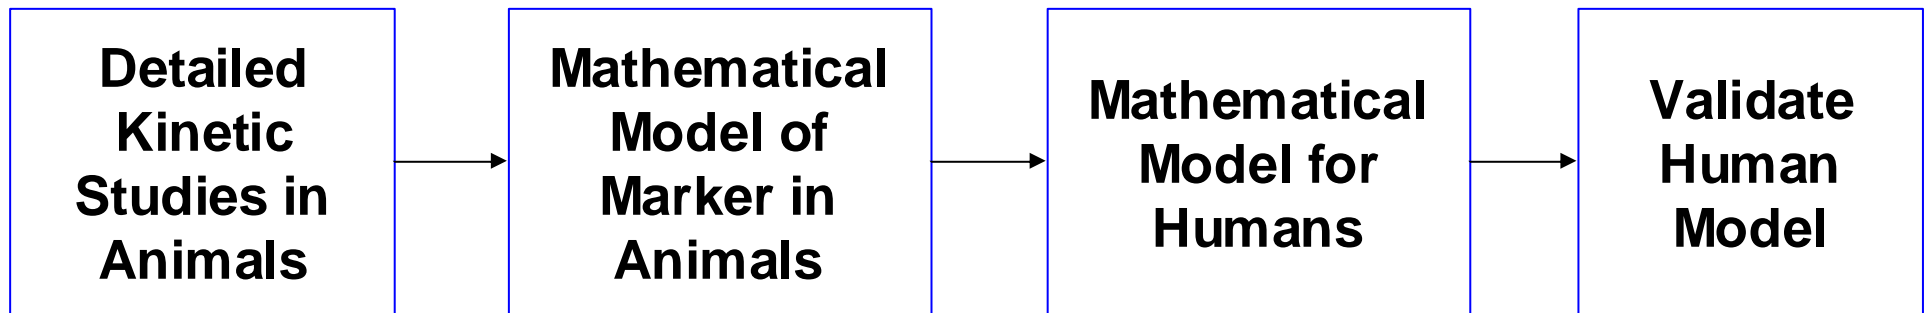 Detailed
Kinetic
Studies in
Animals
Mathematical
Model of
Marker in
Animals
Mathematical
Model for
Humans
Validate
Human
Model